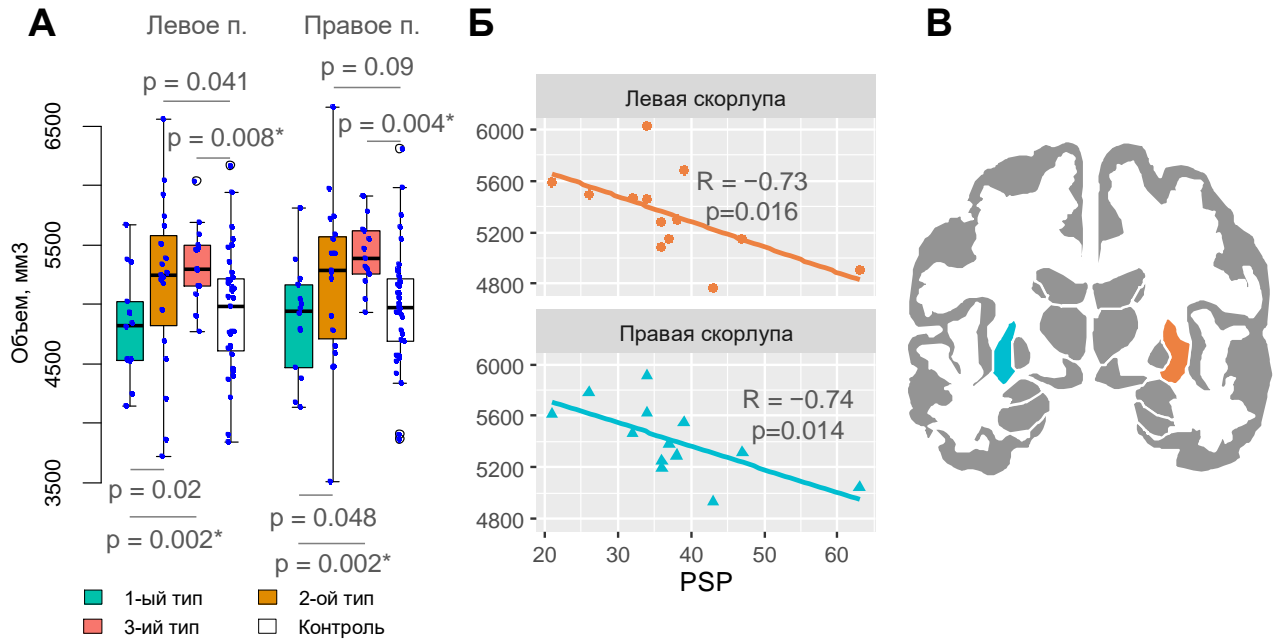 А
Левое п.
Правое п.
p = 0.041
p = 0.09
p = 0.008*
p = 0.004*
Объем, мм3
6500
5500
4500
3500
p = 0.02
p = 0.048
p = 0.002*
p = 0.002*
1-ый тип
2-ой тип
3-ий тип
Контроль
Б
Левая скорлупа
6000
5600
5200
4800
R = −0.73
p=0.016
Правая скорлупа
6000
5600
5200
4800
R = −0.74
p=0.014
20 30 40 50 60
PSP
В